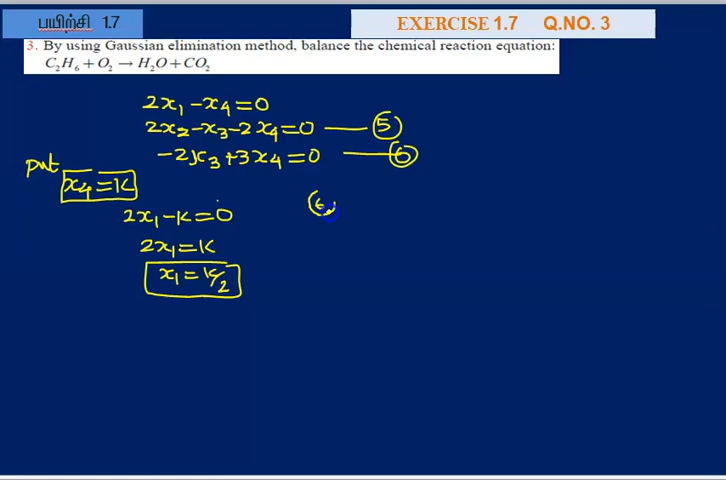 பயிற்சி 1.7
EXERCISE 1.7 Q.NO. 3
3. By using Gaussian elimination method, balance the chemical reaction equation:
C₂H₆ + O₂ → H₂O + CO₂
2x₁ - x₄ = 0
2x₂ - x₃ - 2x₄ = 0 — 5
-2x₃ + 3x₄ = 0 — 6
put
x₄ = K
2x₁ - K = 0
2x₁ = K
x₁ = K/2